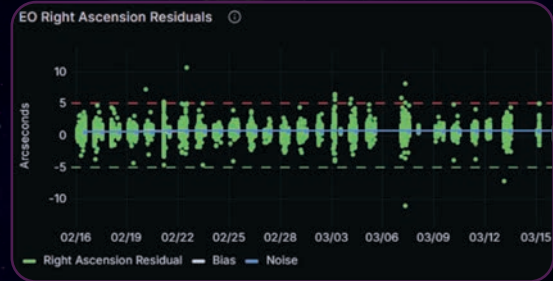 EO Right Ascension Residuals
Arcseconds
10
5
0
-5
-10
02/16 02/19 02/22 02/25 02/28 03/03 03/06 03/09 03/12 03/15
Right Ascension Residual Bias Noise